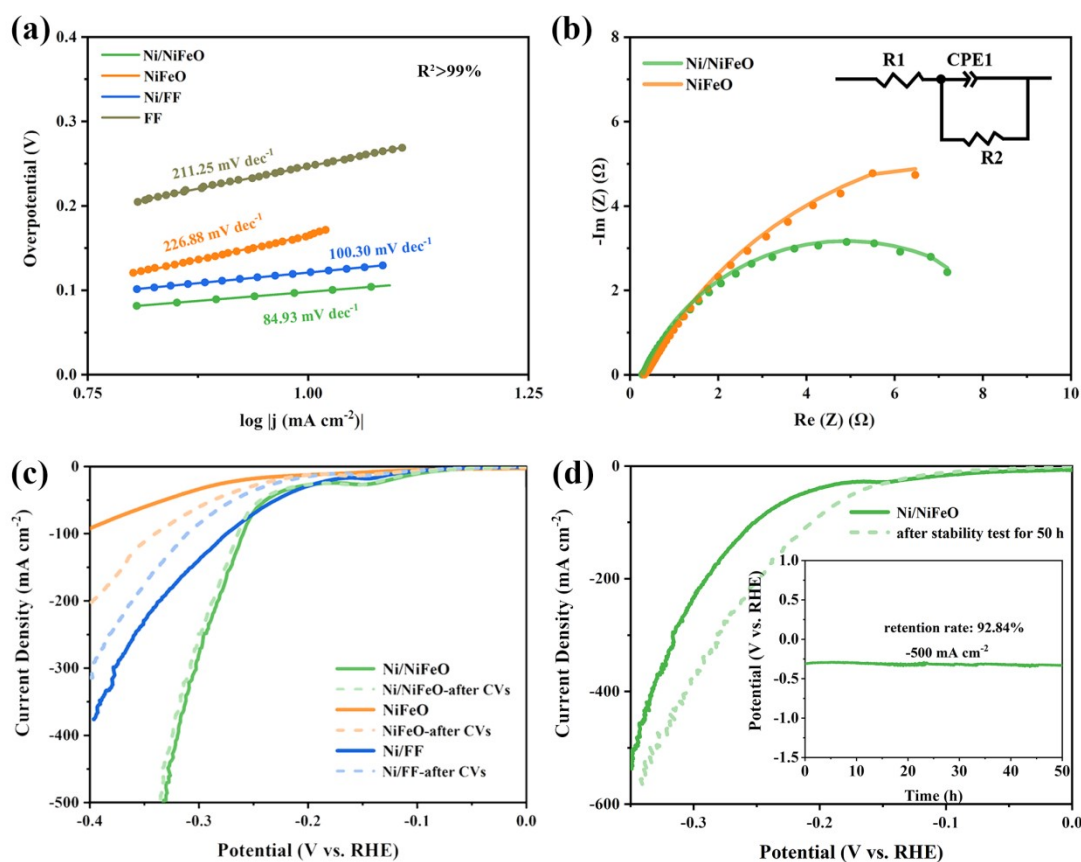 (a)
0.4
0.3
0.2
0.1
0.0
Overpotential (V)
Ni/NiFeO
NiFeO
Ni/FF
FF
R²>99%
211.25 mV dec⁻¹
226.88 mV dec⁻¹
100.30 mV dec⁻¹
84.93 mV dec⁻¹
0.75
1.00
1.25
log |j (mA cm⁻²)|
(b)
-8
-6
-4
-2
0
-Im (Z) (Ω)
Ni/NiFeO
NiFeO
R1
CPE1
R2
0
2
4
6
8
10
Re (Z) (Ω)
(c)
0
-100
-200
-300
-400
-500
Current Density (mA cm⁻²)
Ni/NiFeO
Ni/NiFeO-after CVs
NiFeO
NiFeO-after CVs
Ni/FF
Ni/FF-after CVs
-0.4
-0.3
-0.2
-0.1
0.0
Potential (V vs. RHE)
(d)
0
-200
-400
-600
Current Density (mA cm⁻²)
Ni/NiFeO
after stability test for 50 h
1.0
0.5
0.0
-0.5
-1.0
-1.5
Potential (V vs. RHE)
retention rate: 92.84%
-500 mA cm⁻²
0
10
20
30
40
50
Time (h)
-0.3
-0.2
-0.1
0.0
Potential (V vs. RHE)